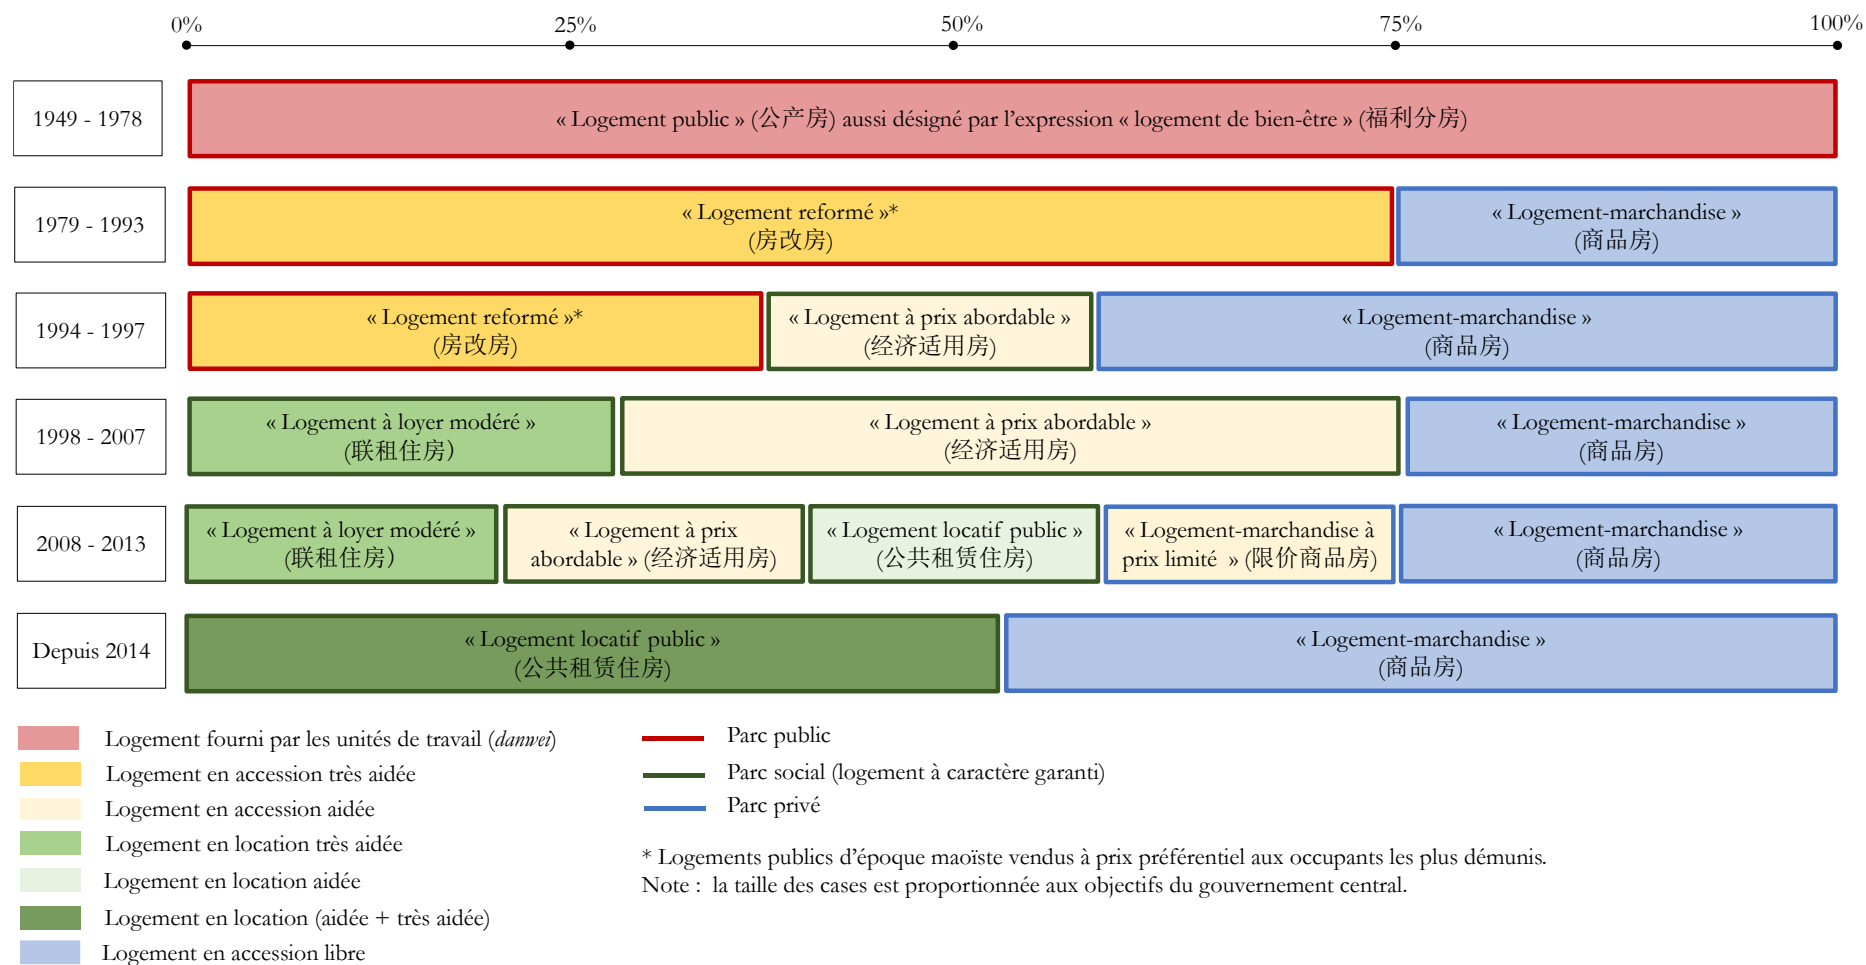 0% 25% 50% 75% 100%
1949 - 1978
« Logement public » (公产房) aussi désigné par l’expression « logement de bien-être » (福利分房)
1979 - 1993
« Logement reformé »*
(房改房)
« Logement-marchandise »
(商品房)
1994 - 1997
« Logement reformé »*
(房改房)
« Logement à prix abordable »
(经济适用房)
« Logement-marchandise »
(商品房)
1998 - 2007
« Logement à loyer modéré »
(联租住房）
« Logement à prix abordable »
(经济适用房)
« Logement-marchandise »
(商品房)
2008 - 2013
« Logement à loyer modéré »
(联租住房）
« Logement à prix
abordable » (经济适用房)
« Logement locatif public »
(公共租赁住房)
« Logement-marchandise à
prix limité » (限价商品房)
« Logement-marchandise »
(商品房)
Depuis 2014
« Logement locatif public »
(公共租赁住房)
« Logement-marchandise »
(商品房)
Logement fourni par les unités de travail (danwei)
Logement en accession très aidée
Logement en accession aidée
Logement en location très aidée
Logement en location aidée
Logement en location (aidée + très aidée)
Logement en accession libre
Parc public
Parc social (logement à caractère garanti)
Parc privé
* Logements publics d’époque maoïste vendus à prix préférentiel aux occupants les plus démunis.
Note : la taille des cases est proportionnée aux objectifs du gouvernement central.